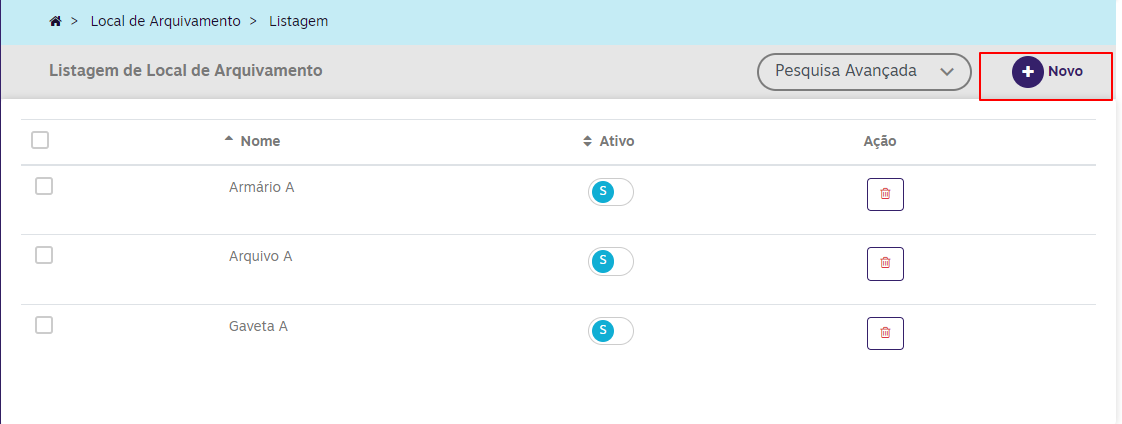 > Local de Arquivamento > Listagem
Listagem de Local de Arquivamento
Pesquisa Avançada
Novo
Nome Ativo Ação
Armário A S
Arquivo A S
Gaveta A S